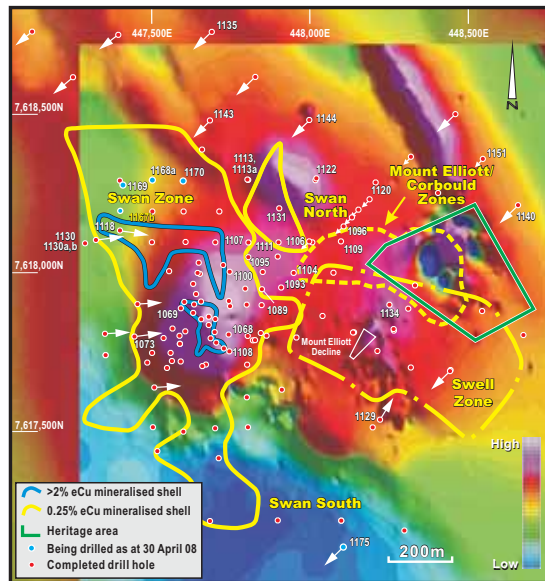 447,500E
448,000E
448,500E
1135
Z
7,618,500N
1143
1144
1168a
1170
1113,
1113a
1122
1151
1169
Swan Zone
Mount Elliott/
Corbould
Zones
1120
Swan
North
1131
1140
1118
1096
1130
1130a,b
1107
1111
1106
1109
1095
7,618,000N
1100
1104
1093
1069
1089
1134
1068
Mount Elliott
Decline
1073
1108
Swell
Zone
1129
7,617,500N
High
>2% eCu mineralised shell
0.25% eCu mineralised shell
Heritage area
Being drilled as at 30 April 08
Completed drill hole
Swan South
1175
200m
Low